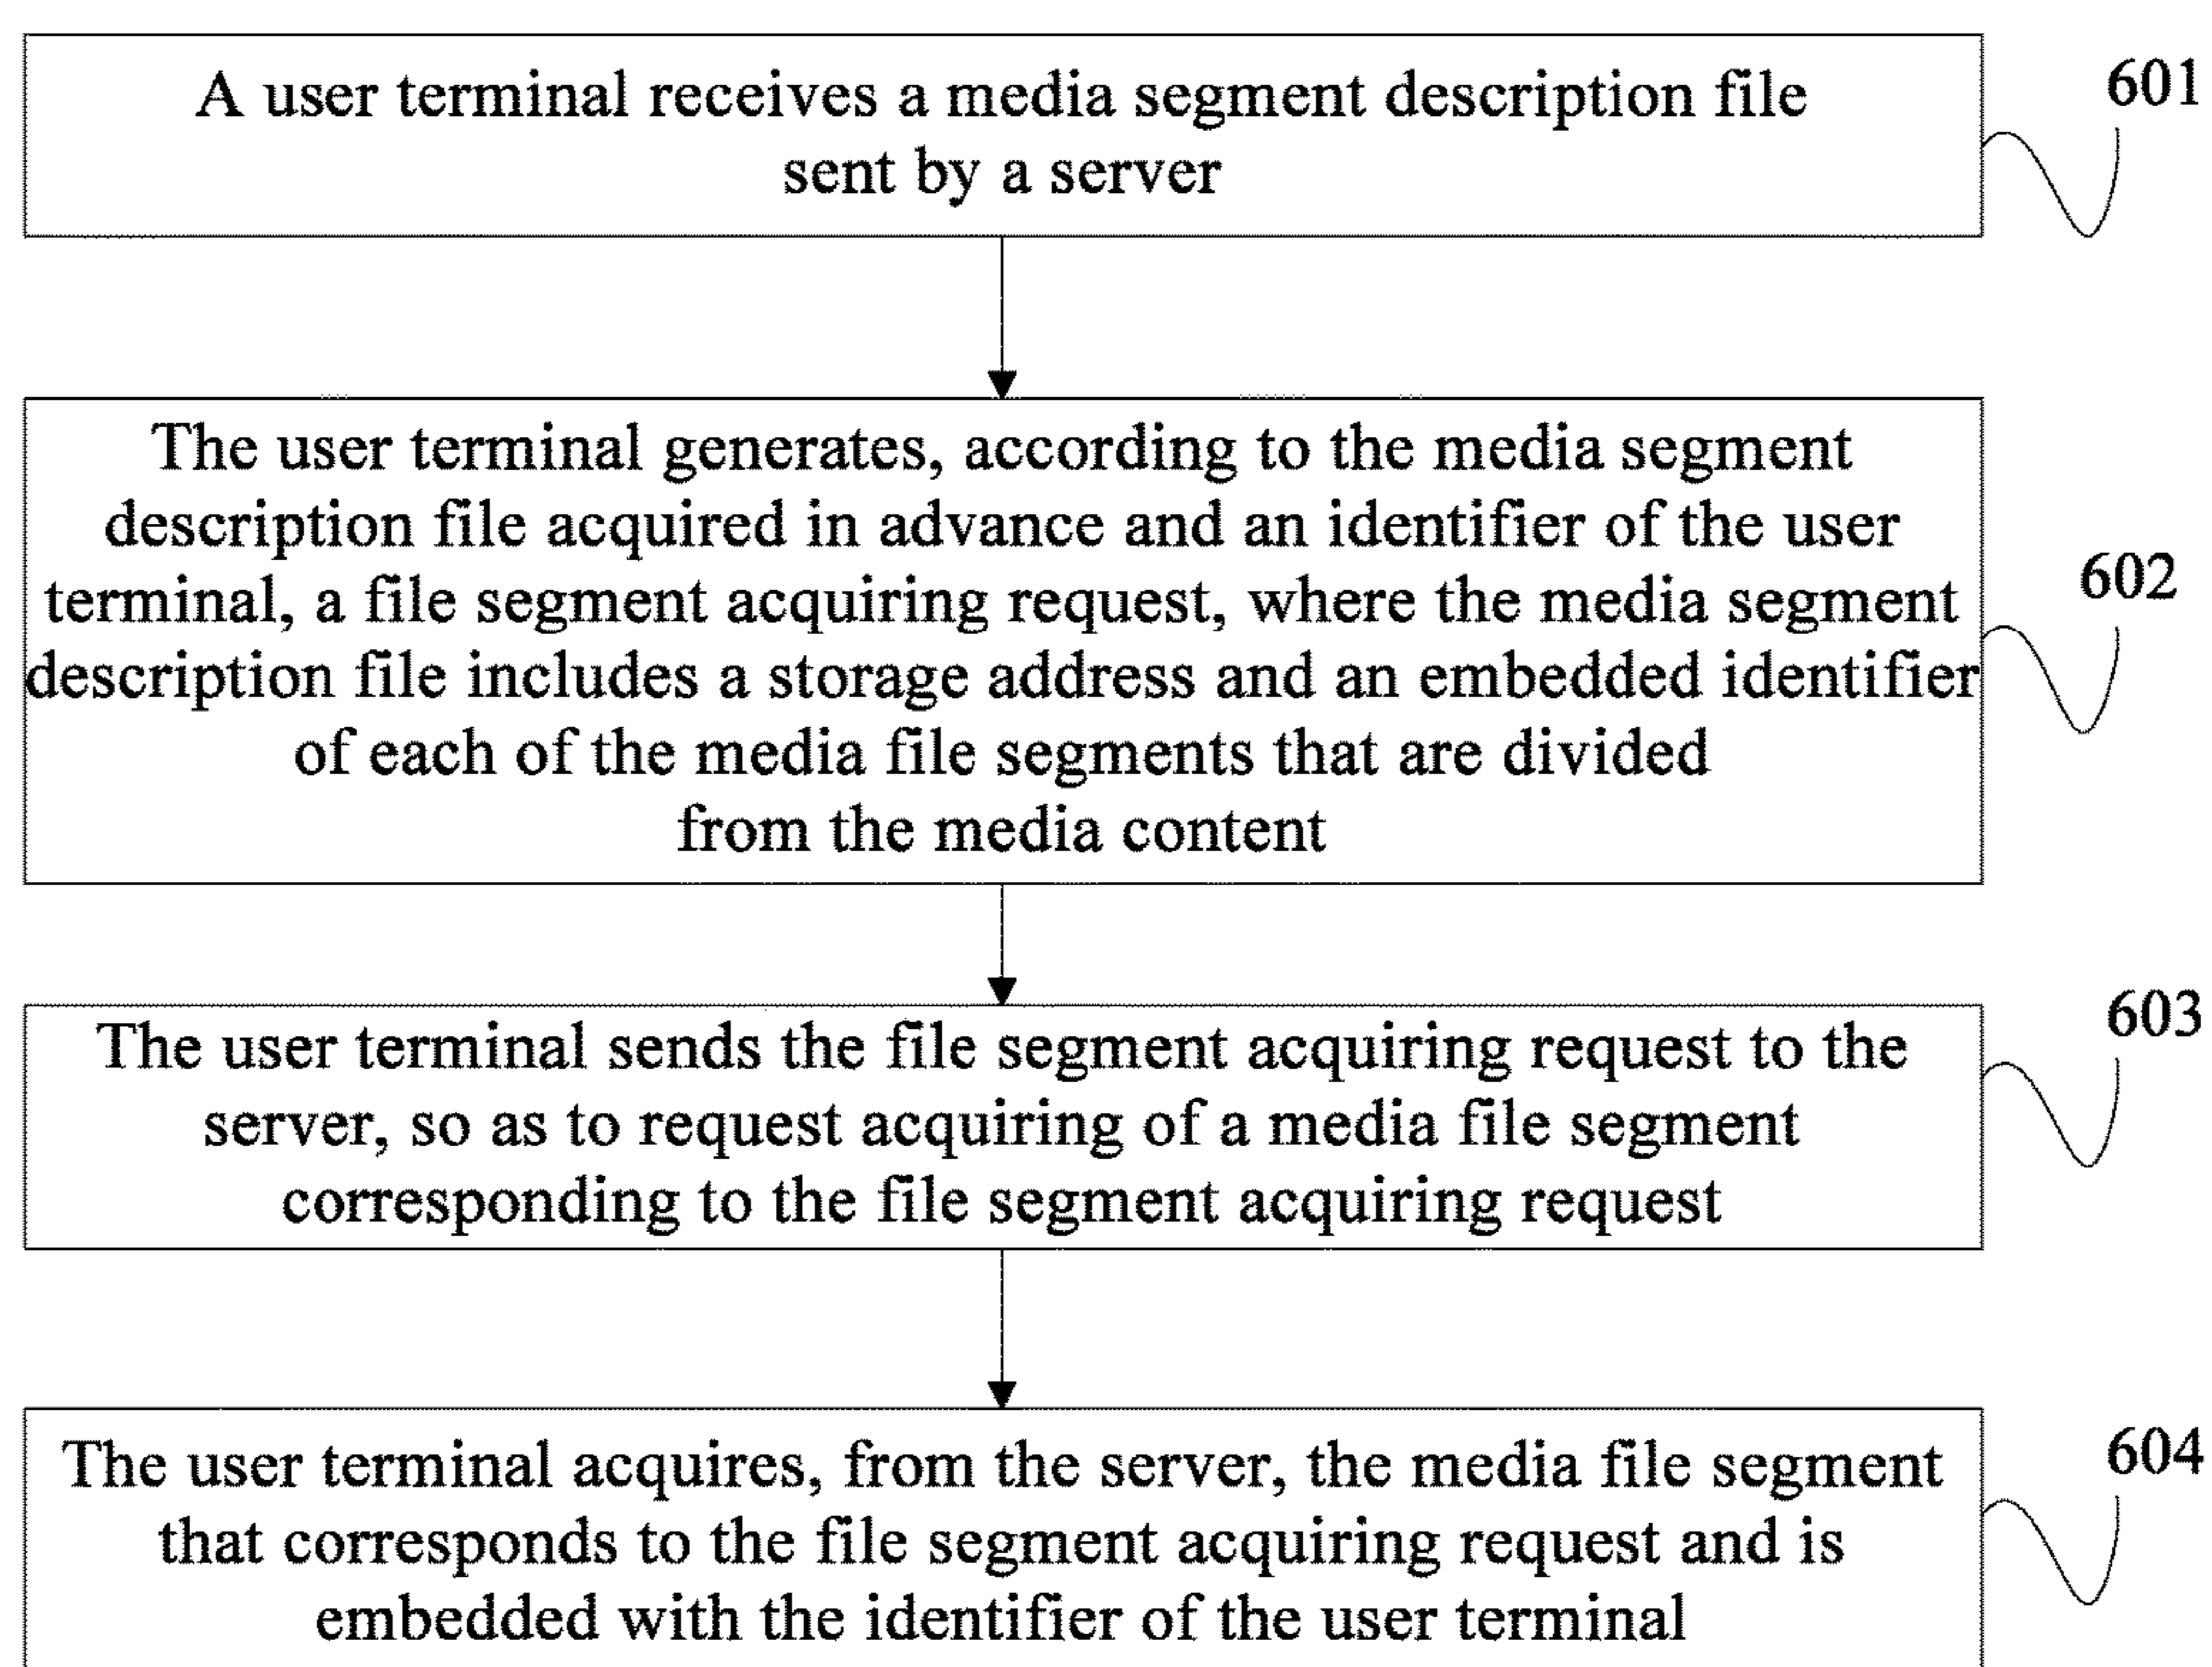 A user terminal receives a media segment description file
sent by a server
601
The user terminal generates, according to the media segment
description file acquired in advance and an identifier of the user
terminal, a file segment acquiring request, where the media segment
description file includes a storage address and an embedded identifier
of each of the media file segments that are divided
from the media content
602
The user terminal sends the file segment acquiring request to the
server, so as to request acquiring of a media file segment
corresponding to the file segment acquiring request
603
The user terminal acquires, from the server, the media file segment
that corresponds to the file segment acquiring request and is
embedded with the identifier of the user terminal
604